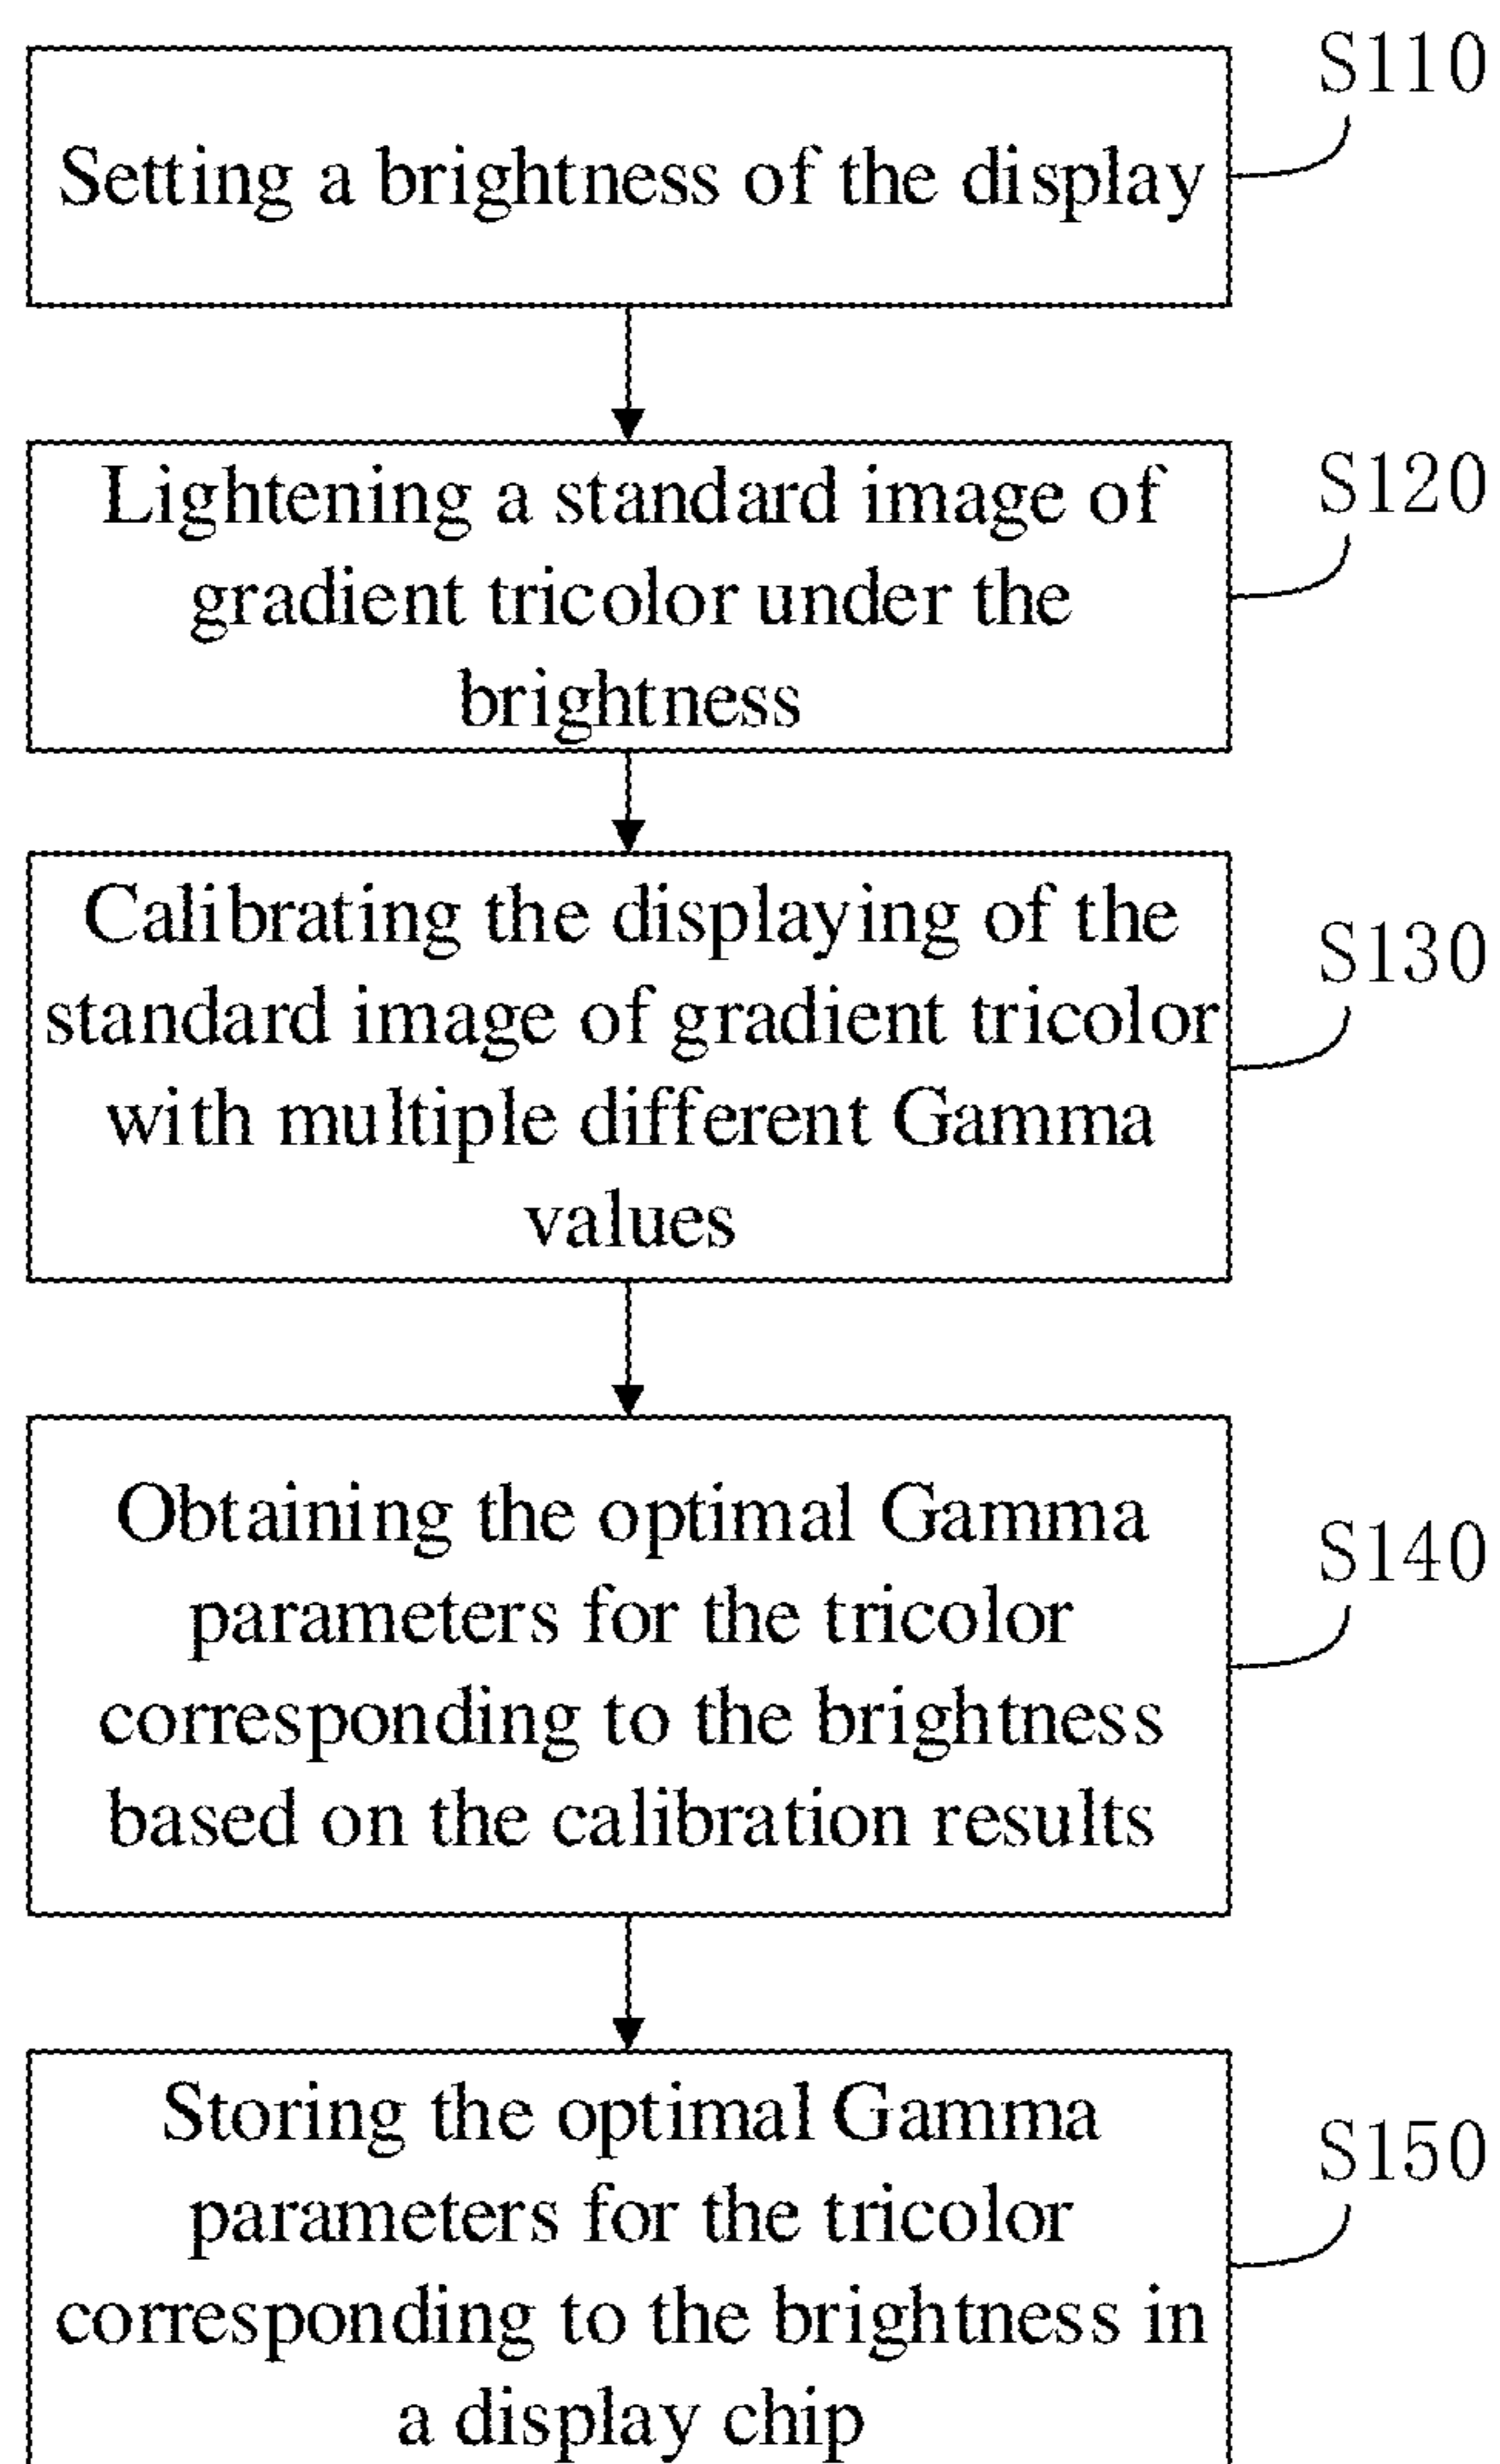 S110
Setting a brightness of the display
S120
Lightening a standard image of
gradient tricolor under the
brightness
S130
Calibrating the displaying of the
standard image of gradient tricolor
with multiple different Gamma
values
S140
Obtaining the optimal Gamma
parameters for the tricolor
corresponding to the brightness
based on the calibration results
S150
Storing the optimal Gamma
parameters for the tricolor
corresponding to the brightness in
a display chip